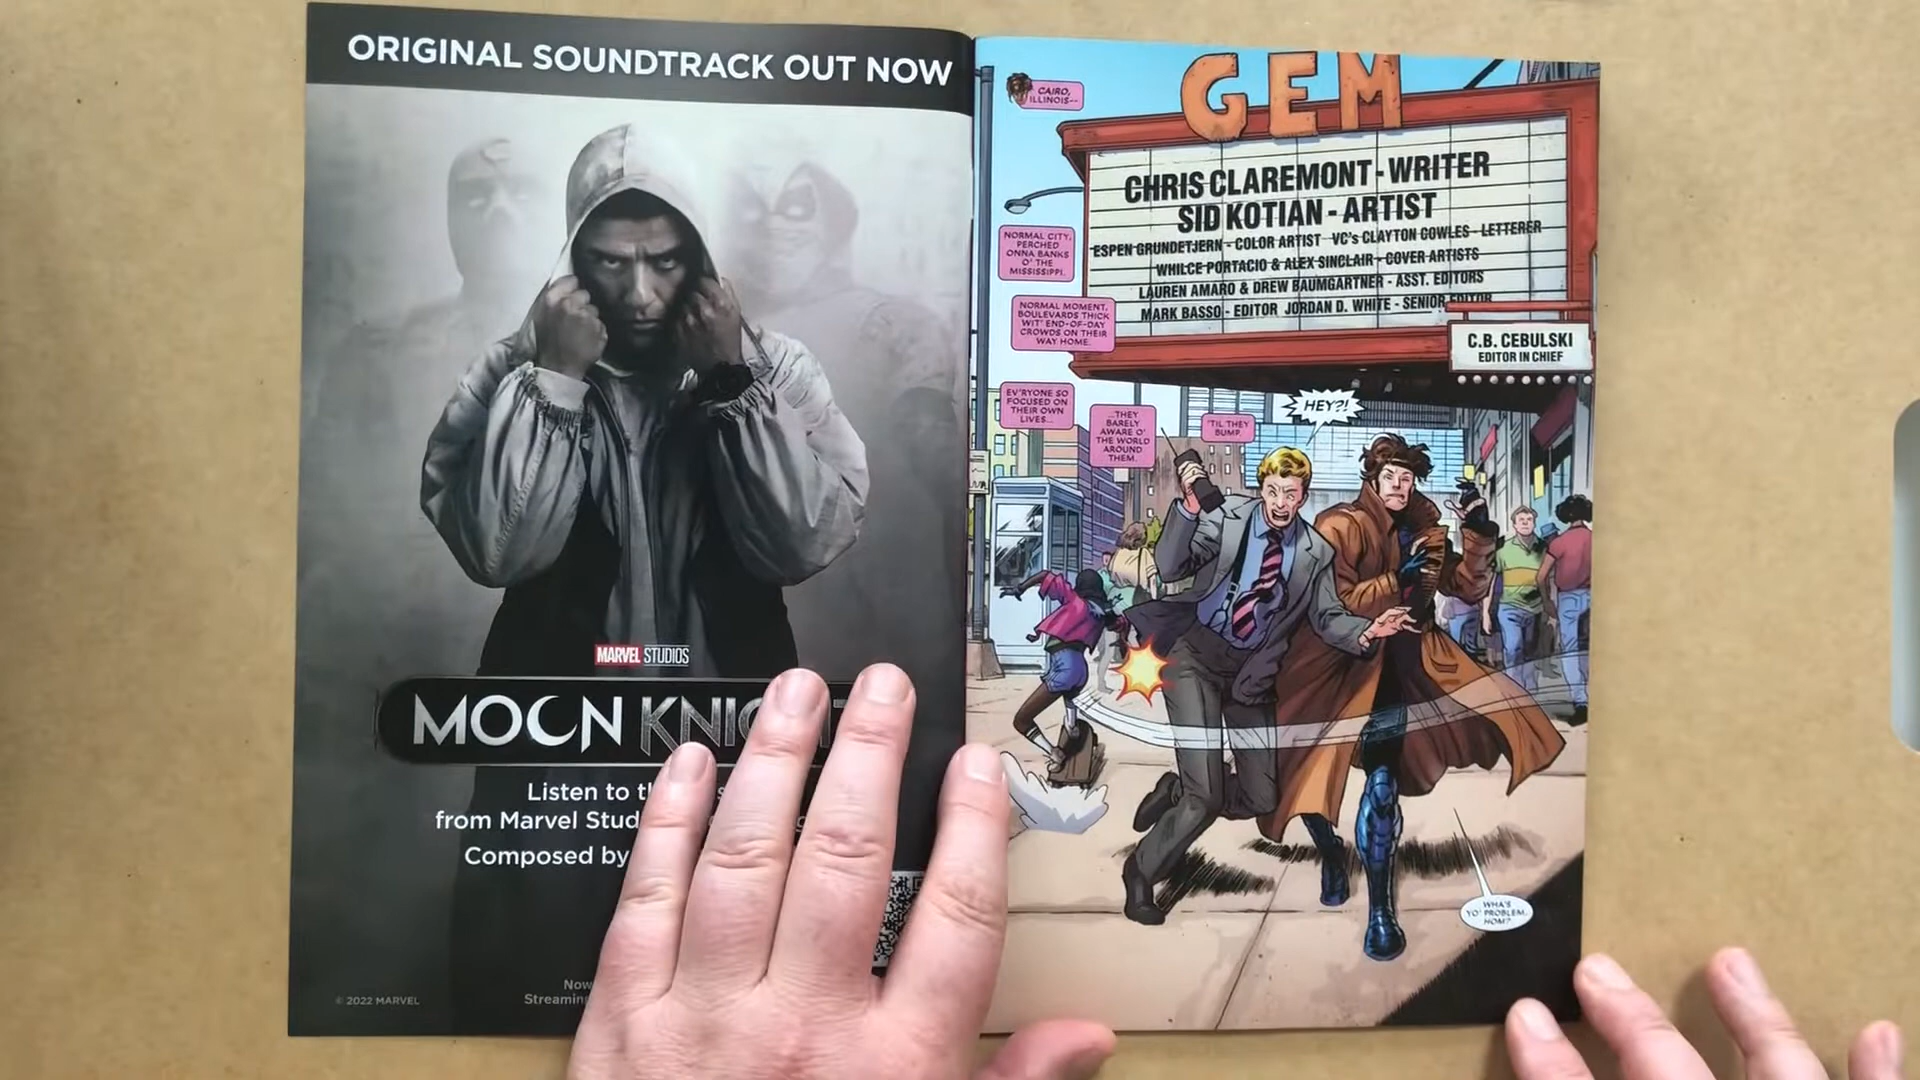 ORIGINAL SOUNDTRACK OUT NOW
MARVEL STUDIOS
MOON
Listen to
from Marvel
Composed by
© 2022 MARVEL
Now
GEM
CAIRO,
ILLINOIS--
CHRIS CLAREMONT - WRITER
SID KOTIAN - ARTIST
ESPEN GRUNDETJERN - COLOR ARTIST VC's CLAYTON COWLES - LETTERER
WHILCE PORTACIO & ALEX SINCLAIR - COVER ARTISTS
LAUREN AMARO & DREW BAUMGARTNER - ASST. EDITORS
MARK BASSO - EDITOR JORDAN D. WHITE - SENIOR EDITOR
C.B. CEBULSKI
EDITOR IN CHIEF
NORMAL CITY,
PERCHED
ONNA BANKS
O' THE
MISSISSIPPI.
NORMAL MOMENT,
BOULEVARDS THICK
WIT' END-OF-DAY
CROWDS ON THEIR
WAY HOME.
EV'RYONE SO
FOCUSED ON
THEIR OWN
LIVES...
...THEY
BARELY
AWARE O'
THE WORLD
AROUND
THEM.
'TIL THEY
BUMP.
HEY?!
WHA'S
YO' PROBLEM,
HOM?